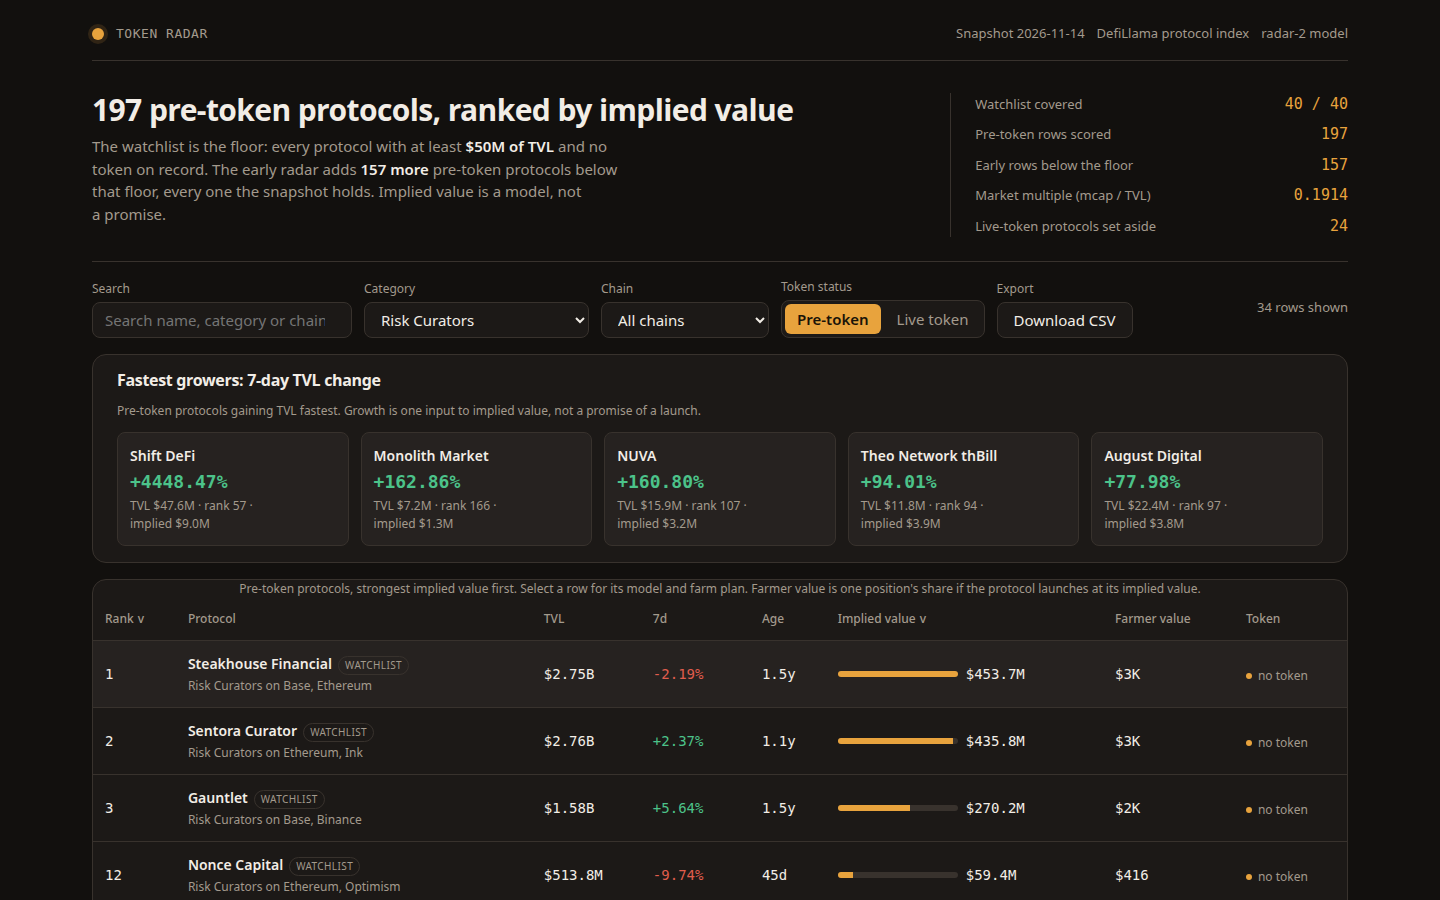 TOKEN RADAR
Snapshot 2026-11-14 DefiLlama protocol index radar-2 model
197 pre-token protocols, ranked by implied value
The watchlist is the floor: every protocol with at least $50M of TVL and no
token on record. The early radar adds 157 more pre-token protocols below
that floor, every one the snapshot holds. Implied value is a model, not
a promise.
Watchlist covered 40 / 40
Pre-token rows scored 197
Early rows below the floor 157
Market multiple (mcap / TVL) 0.1914
Live-token protocols set aside 24
Search Category Chain Token status Export
Search name, category or chain Risk Curators All chains Pre-token Live token Download CSV 34 rows shown
Fastest growers: 7-day TVL change
Pre-token protocols gaining TVL fastest. Growth is one input to implied value, not a promise of a launch.
Shift DeFi
+4448.47%
TVL $47.6M · rank 57 ·
implied $9.0M
Monolith Market
+162.86%
TVL $7.2M · rank 166 ·
implied $1.3M
NUVA
+160.80%
TVL $15.9M · rank 107 ·
implied $3.2M
Theo Network thBill
+94.01%
TVL $11.8M · rank 94 ·
implied $3.9M
August Digital
+77.98%
TVL $22.4M · rank 97 ·
implied $3.8M
Pre-token protocols, strongest implied value first. Select a row for its model and farm plan. Farmer value is one position's share if the protocol launches at its implied value.
Rank v Protocol TVL 7d Age Implied value v Farmer value Token
1 Steakhouse Financial WATCHLIST $2.75B -2.19% 1.5y $453.7M $3K no token
Risk Curators on Base, Ethereum
2 Sentora Curator WATCHLIST $2.76B +2.37% 1.1y $435.8M $3K no token
Risk Curators on Ethereum, Ink
3 Gauntlet WATCHLIST $1.58B +5.64% 1.5y $270.2M $2K no token
Risk Curators on Base, Binance
12 Nonce Capital WATCHLIST $513.8M -9.74% 45d $59.4M $416 no token
Risk Curators on Ethereum, Optimism